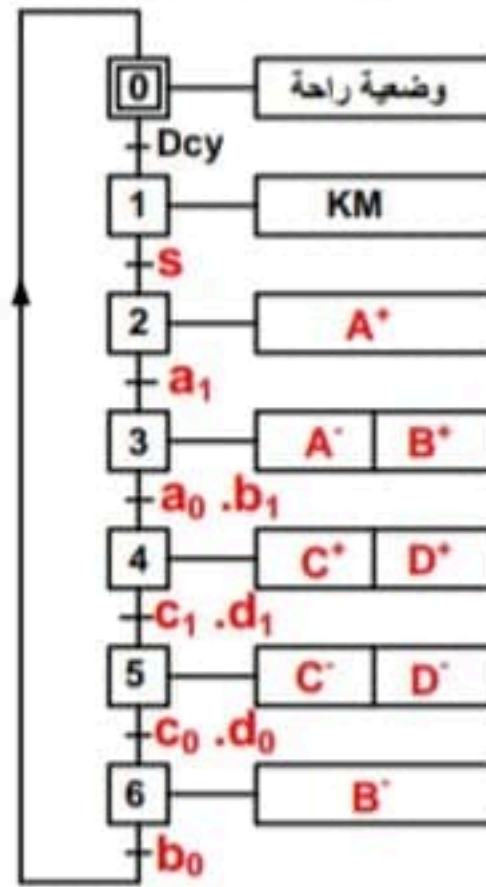 0 وضعية راحة
Dcy
1 KM
s
2 A⁺
a₁
3 A⁻ B⁺
a₀ .b₁
4 C⁺ D⁺
c₁ .d₁
5 C⁻ D⁻
c₀ .d₀
6 B⁻
b₀